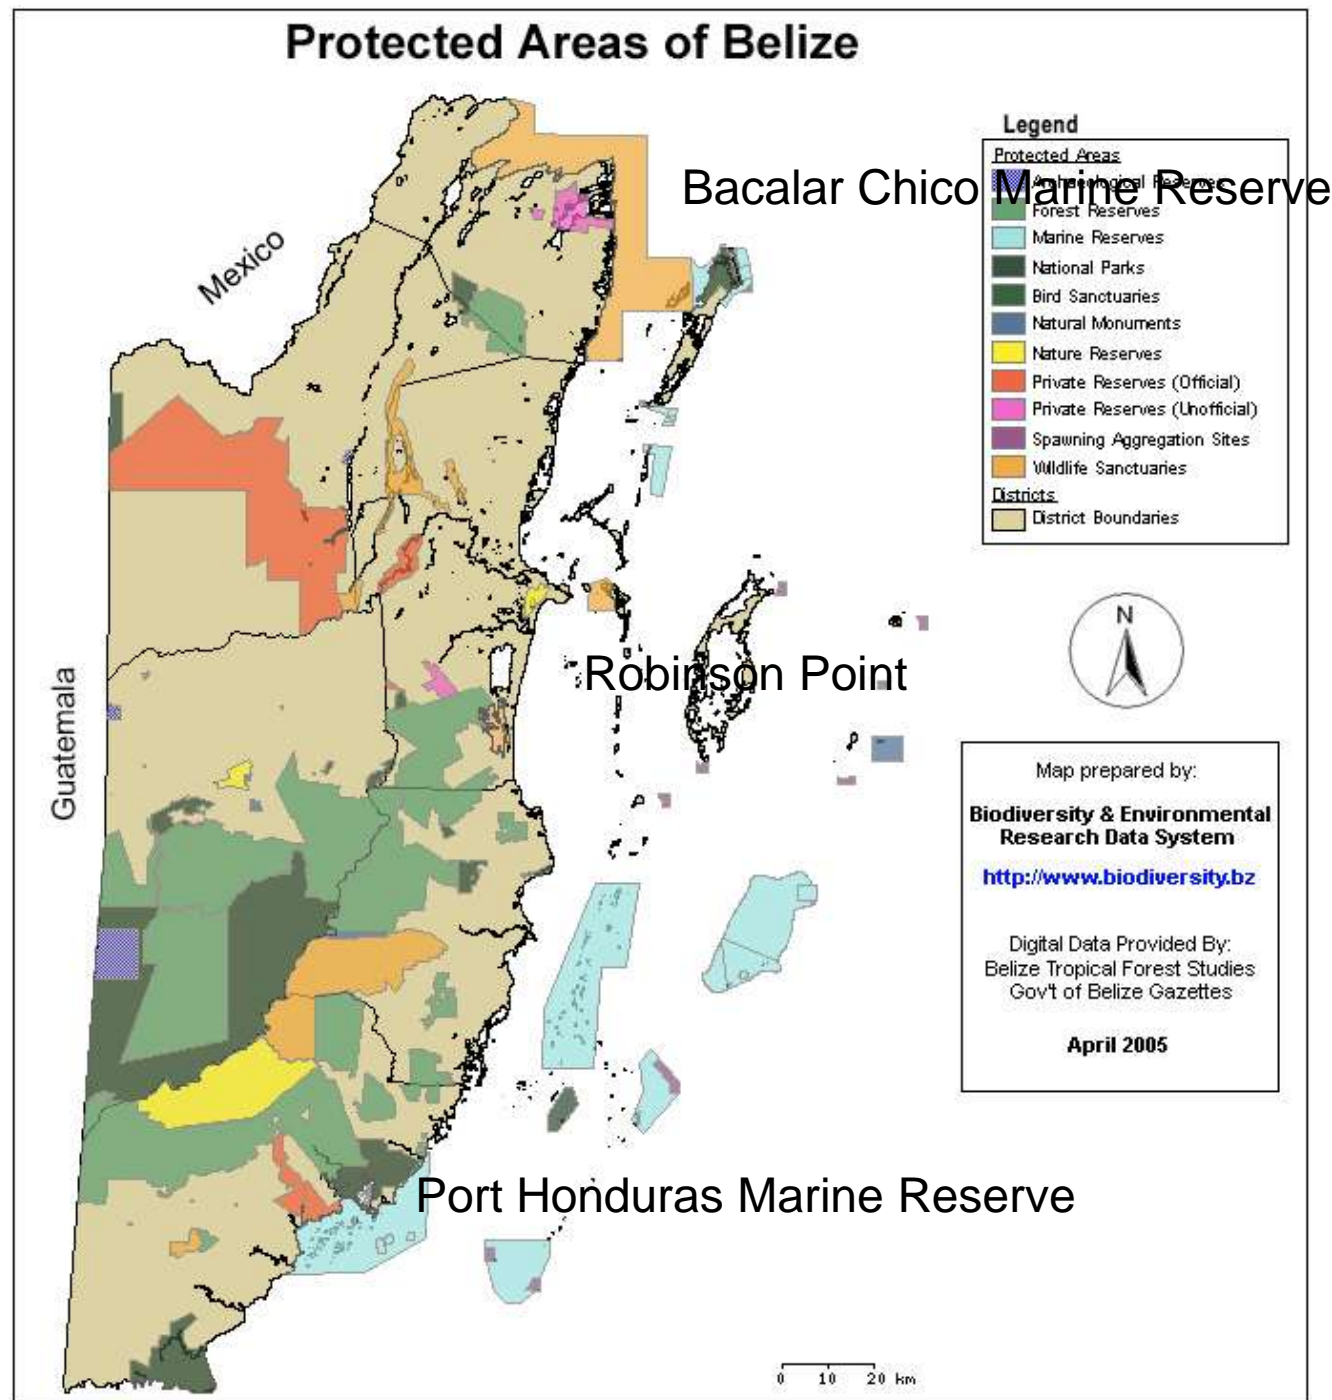 Protected Areas of Belize
Legend
Protected Areas
Bacalar Chico Marine Reserve
Archaeological Reserves
Forest Reserves
Marine Reserves
National Parks
Bird Sanctuaries
Natural Monuments
Nature Reserves
Private Reserves (Official)
Private Reserves (Unofficial)
Spawning Aggregation Sites
Wildlife Sanctuaries
Districts
District Boundaries
Mexico
N
Robinson Point
Guatemala
Map prepared by:
Biodiversity & Environmental
Research Data System
http://www.biodiversity.bz
Digital Data Provided By:
Belize Tropical Forest Studies
Gov't of Belize Gazettes
April 2005
Port Honduras Marine Reserve
0 10 20 km